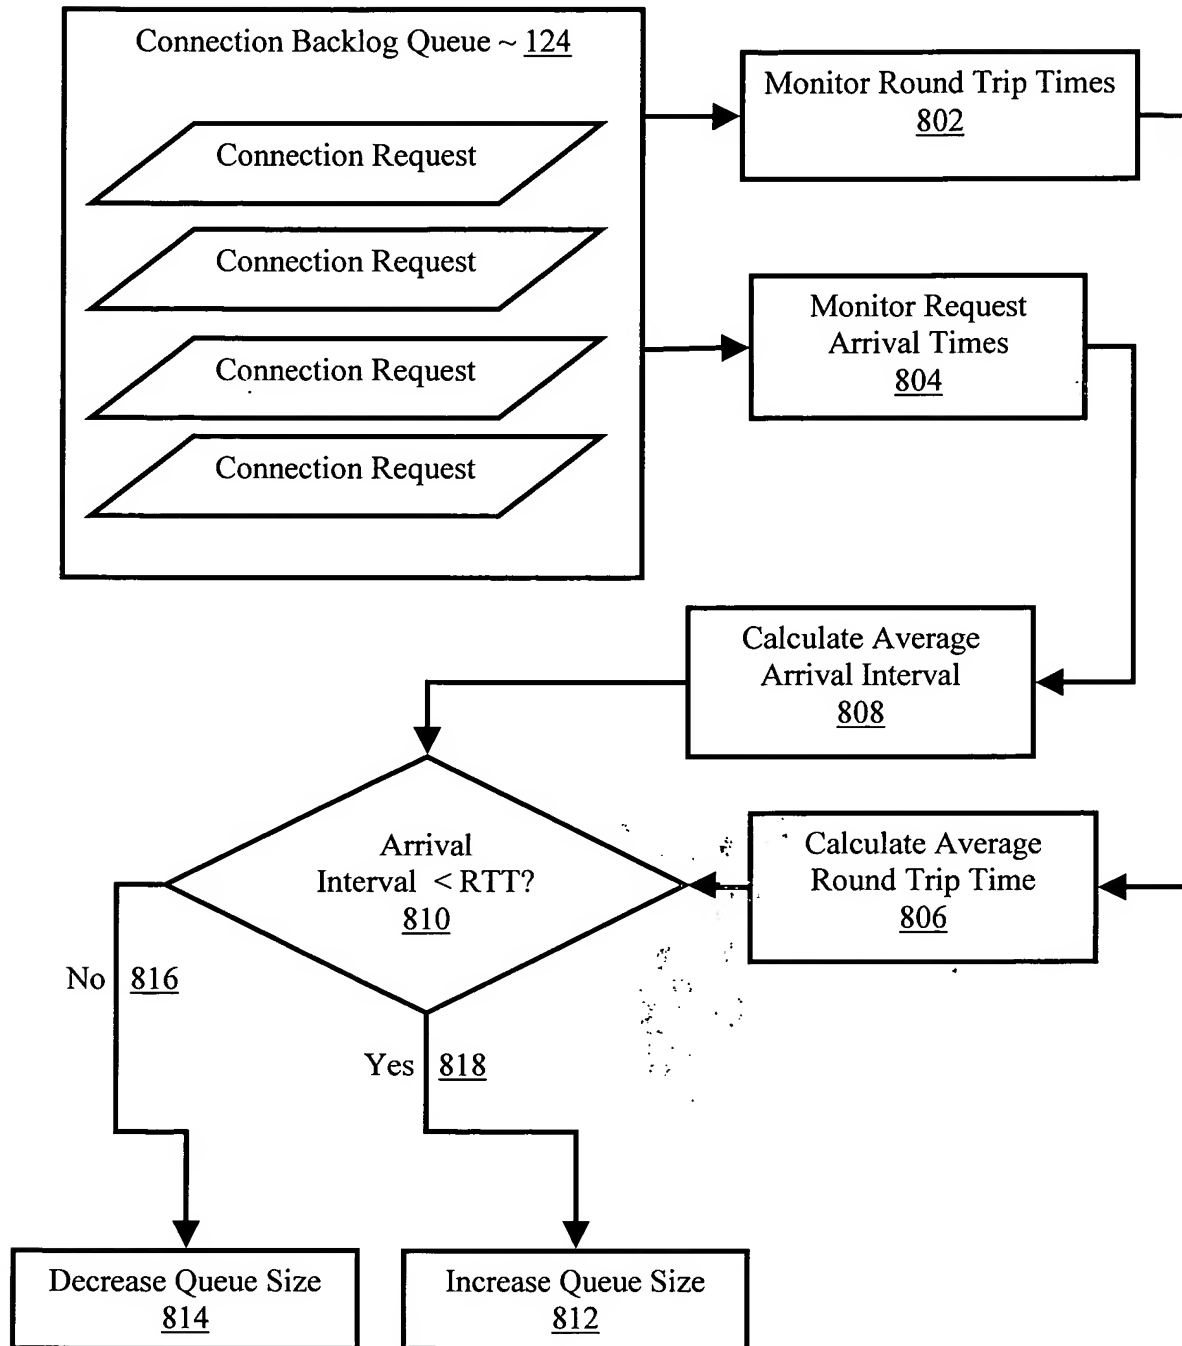 Connection Backlog Queue ~ 124
Connection Request
Connection Request
Connection Request
Connection Request
Monitor Round Trip Times
802
Monitor Request
Arrival Times
804
Calculate Average
Arrival Interval
808
Calculate Average
Round Trip Time
806
Arrival
Interval < RTT?
810
No 816
Yes 818
Decrease Queue Size
814
Increase Queue Size
812